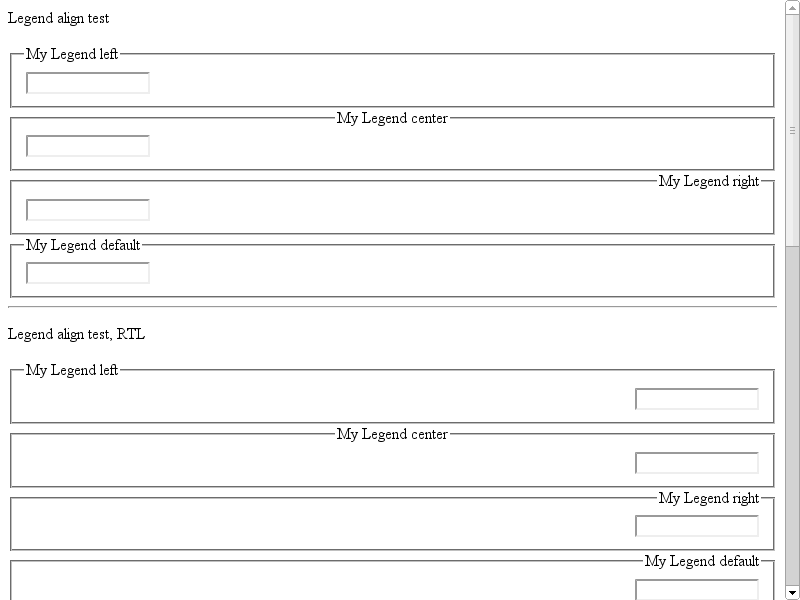 Legend align test
My Legend left
My Legend center
My Legend right
My Legend default
Legend align test, RTL
My Legend left
My Legend center
My Legend right
My Legend default